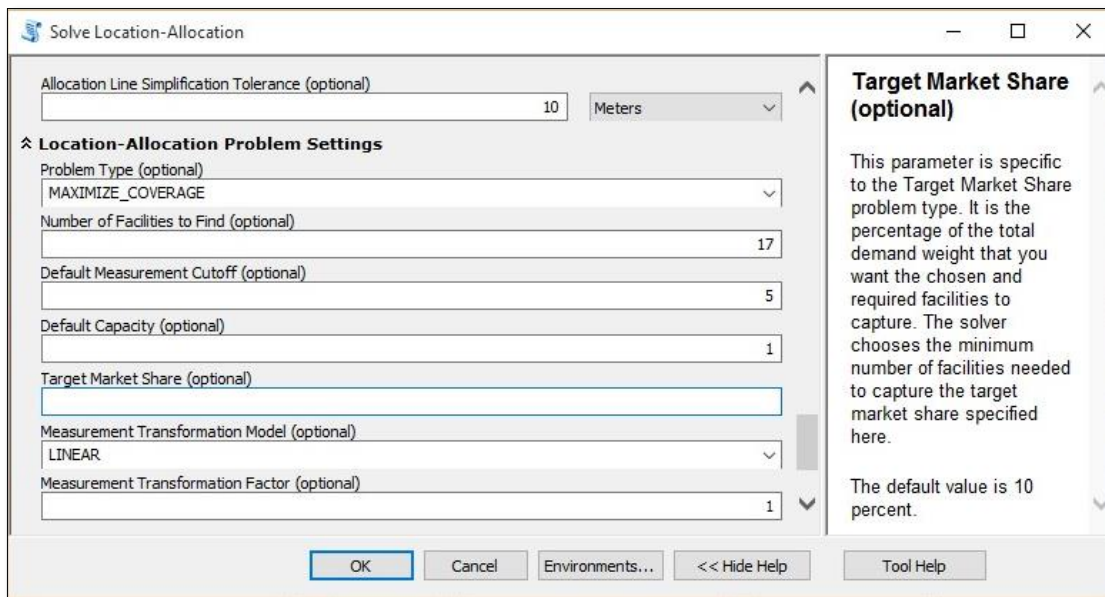 Solve Location-Allocation
Allocation Line Simplification Tolerance (optional)
10 Meters
Location-Allocation Problem Settings
Problem Type (optional)
MAXIMIZE_COVERAGE
Number of Facilities to Find (optional)
17
Default Measurement Cutoff (optional)
5
Default Capacity (optional)
1
Target Market Share (optional)
Measurement Transformation Model (optional)
LINEAR
Measurement Transformation Factor (optional)
1
OK Cancel Environments... << Hide Help Tool Help
Target Market Share
(optional)
This parameter is specific
to the Target Market Share
problem type. It is the
percentage of the total
demand weight that you
want the chosen and
required facilities to
capture. The solver
chooses the minimum
number of facilities needed
to capture the target
market share specified
here.
The default value is 10
percent.